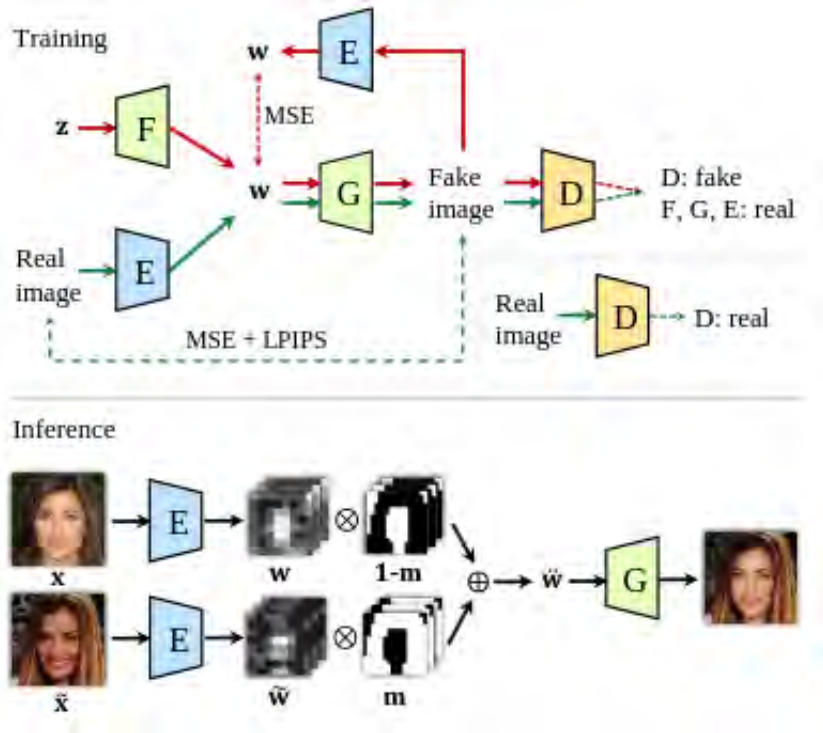 Training
w
E
MSE
z
F
w
G
Fake
image
D
D: fake
F, G, E: real
Real
image
E
MSE + LPIPS
Real
image
D
D: real
Inference
x
E
w
⊗
1-m
x̃
E
w̃
⊗
m
⊕
ẅ
G